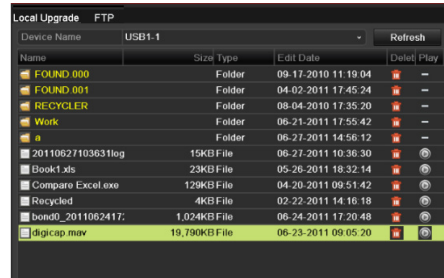 Local Upgrade FTP
Device Name USB1-1 Refresh
Name Size Type Edit Date Delet Play
FOUND.000 Folder 09-17-2010 11:19:04 –
FOUND.001 Folder 04-02-2011 17:45:24 –
RECYCLER Folder 08-04-2010 17:35:20 –
Work Folder 06-21-2011 17:55:42 –
a Folder 06-27-2011 14:56:12 –
20110627103631log 15KB File 06-27-2011 10:36:30
Book1.xls 23KB File 05-26-2011 18:32:14
Compare Excel.exe 129KB File 04-20-2011 09:51:42
Recycled 4KB File 02-22-2011 14:16:18
bond0_20110624172 1,024KB File 06-24-2011 17:20:48
digicap.mav 19,790KB File 06-23-2011 09:05:20